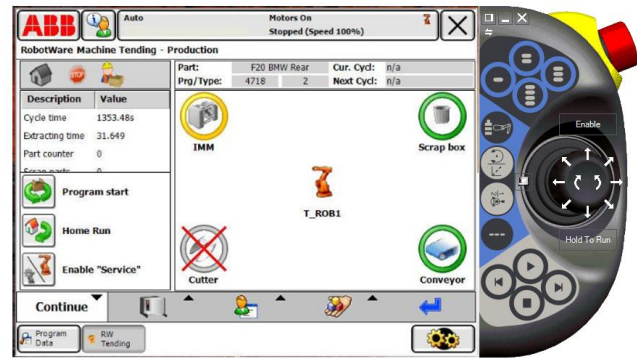 ABB
Auto
Motors On
Stopped (Speed 100%)
RobotWare Machine Tending - Production
Part: F20 BMW Rear Cur. Cycl: n/a
Prg/Type: 4718 2 Next Cycl: n/a
Description Value
Cycle time 1353.48s
Extracting time 31.649
Part counter 0
Scrap parts 0
Program start
Home Run
Enable "Service"
IMM
Scrap box
T_ROB1
Cutter
Conveyor
Continue
Program Data
RW Tending
Enable
Hold To Run